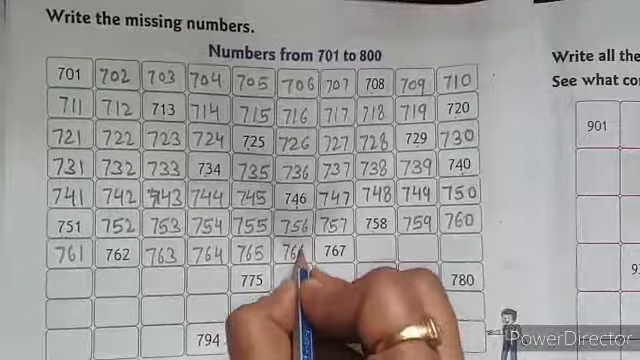 Write the missing numbers.
Numbers from 701 to 800
701 702 703 704 705 706 707 708 709 710
711 712 713 714 715 716 717 718 719 720
721 722 723 724 725 726 727 728 729 730
731 732 733 734 735 736 737 738 739 740
741 742 743 744 745 746 747 748 749 750
751 752 753 754 755 756 757 758 759 760
761 762 763 764 765 766 767
775 780
794
Write all the
See what co
901
9
PowerDirector